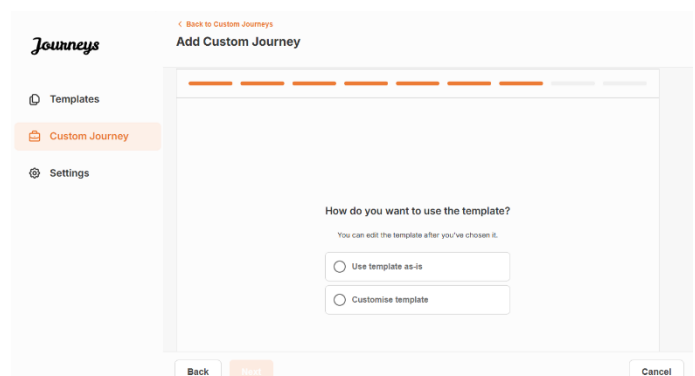 < Back to Custom Journeys
Journeys
Add Custom Journey
Templates
Custom Journey
Settings
How do you want to use the template?
You can edit the template after you've chosen it.
Use template as-is
Customise template
Back
Next
Cancel